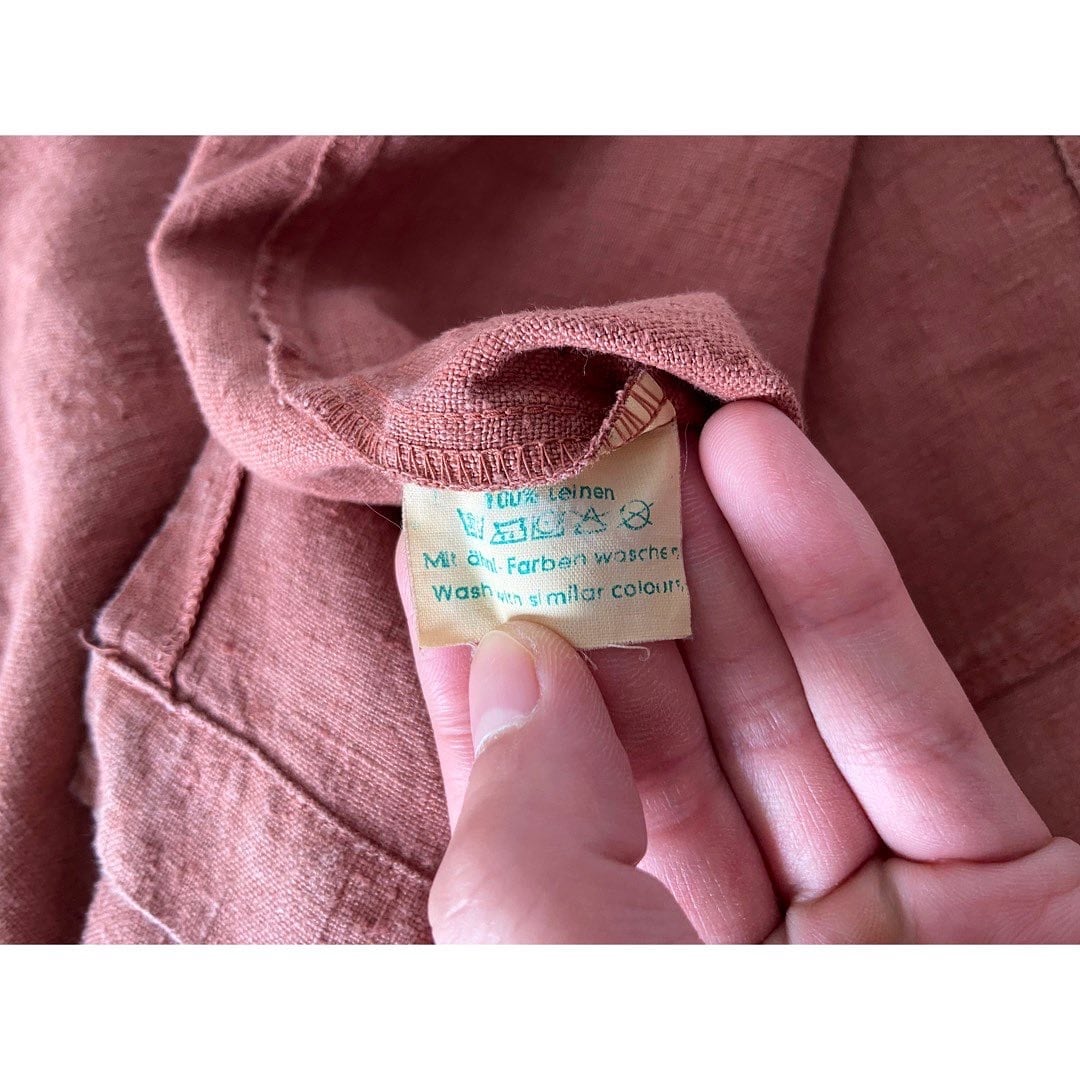 100% Leinen
Mit ähnl. Farben waschen,
Wash with similar colours,